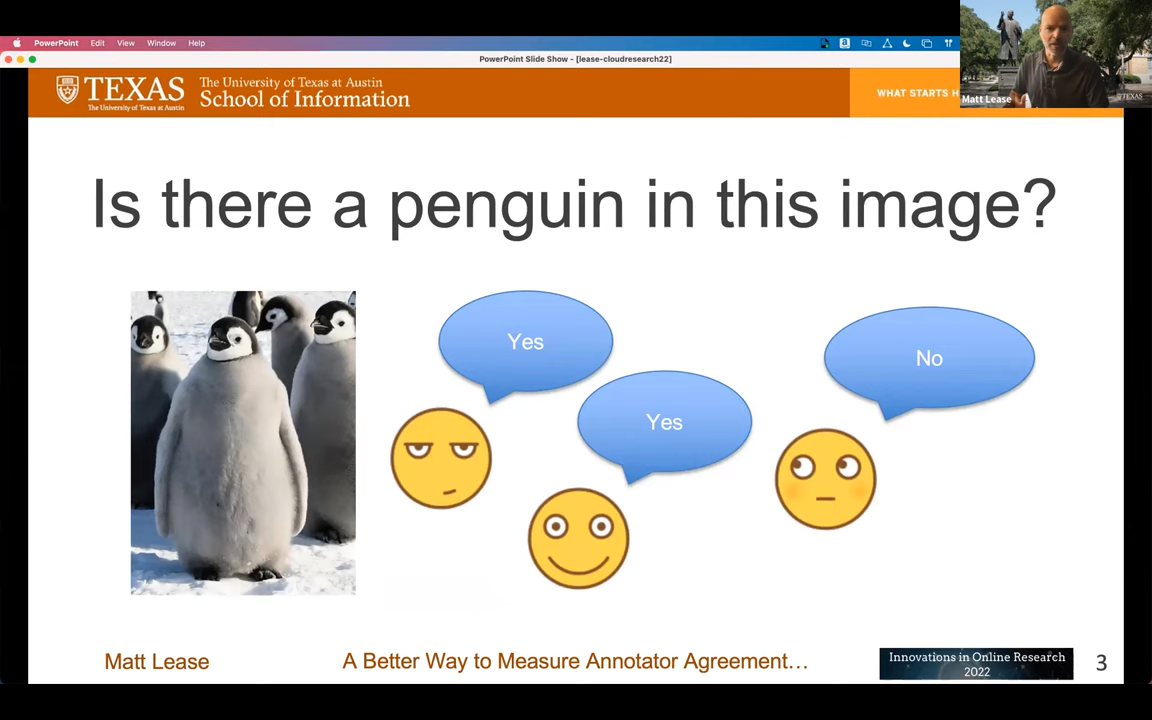 PowerPoint Edit View Window Help
PowerPoint Slide Show - [lease-cloudresearch22]
TEXAS
The University of Texas at Austin
The University of Texas at Austin
School of Information
WHAT STARTS H
Matt Lease
TEXAS
Is there a penguin in this image?
Yes
Yes
No
Matt Lease
A Better Way to Measure Annotator Agreement…
Innovations in Online Research
2022
3